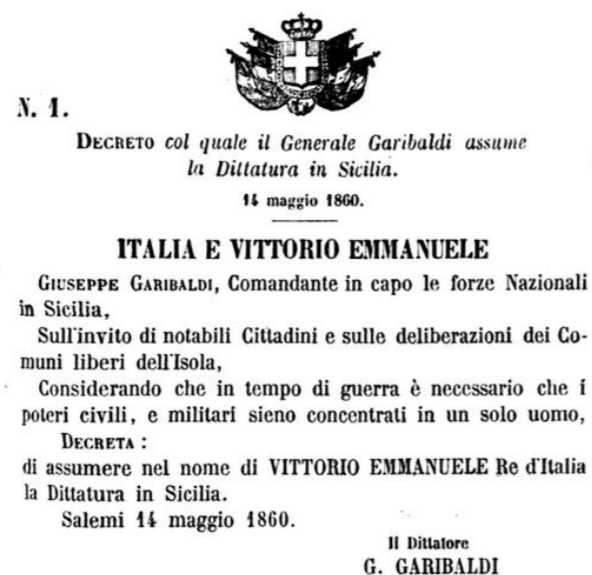 N. 1.
DECRETO col quale il Generale Garibaldi assume
la Dittatura in Sicilia.
14 maggio 1860.
ITALIA E VITTORIO EMMANUELE
GIUSEPPE GARIBALDI, Comandante in capo le forze Nazionali
in Sicilia,
Sull'invito di notabili Cittadini e sulle deliberazioni dei Co-
muni liberi dell'Isola,
Considerando che in tempo di guerra è necessario che i
poteri civili, e militari sieno concentrati in un solo uomo,
DECRETA :
di assumere nel nome di VITTORIO EMMANUELE Re d'Italia
la Dittatura in Sicilia.
Salemi 14 maggio 1860.
Il Dittatore
G. GARIBALDI